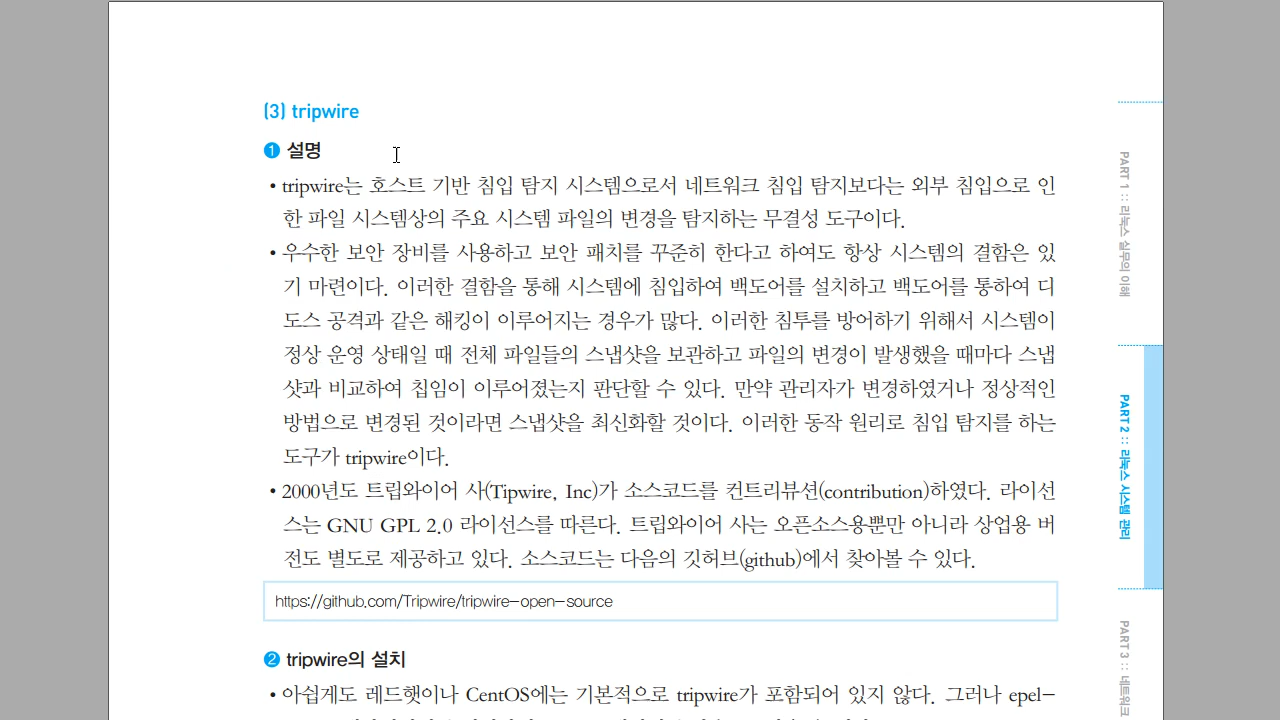 (3) tripwire
❶ 설명
• tripwire는 호스트 기반 침입 탐지 시스템으로서 네트워크 침입 탐지보다는 외부 침입으로 인
한 파일 시스템상의 주요 시스템 파일의 변경을 탐지하는 무결성 도구이다.
• 우수한 보안 장비를 사용하고 보안 패치를 꾸준히 한다고 하여도 항상 시스템의 결함은 있
기 마련이다. 이러한 결함을 통해 시스템에 침입하여 백도어를 설치하고 백도어를 통하여 디
도스 공격과 같은 해킹이 이루어지는 경우가 많다. 이러한 침투를 방어하기 위해서 시스템이
정상 운영 상태일 때 전체 파일들의 스냅샷을 보관하고 파일의 변경이 발생했을 때마다 스냅
샷과 비교하여 칩임이 이루어졌는지 판단할 수 있다. 만약 관리자가 변경하였거나 정상적인
방법으로 변경된 것이라면 스냅샷을 최신화할 것이다. 이러한 동작 원리로 침입 탐지를 하는
도구가 tripwire이다.
• 2000년도 트립와이어 사(Tipwire, Inc)가 소스코드를 컨트리뷰션(contribution)하였다. 라이선
스는 GNU GPL 2.0 라이선스를 따른다. 트립와이어 사는 오픈소스용뿐만 아니라 상업용 버
전도 별도로 제공하고 있다. 소스코드는 다음의 깃허브(github)에서 찾아볼 수 있다.
https://github.com/Tripwire/tripwire-open-source
❷ tripwire의 설치
• 아쉽게도 레드햇이나 CentOS에는 기본적으로 tripwire가 포함되어 있지 않다. 그러나 epel-
PART 1 :: 리눅스 실무의 이해
PART 2 :: 리눅스 시스템 관리
PART 3 :: 네트워크